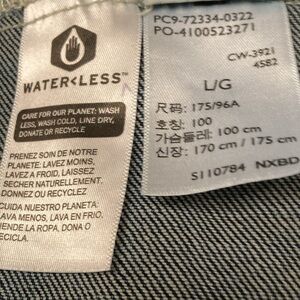 WATER<LESS™
CARE FOR OUR PLANET: WASH
LESS, WASH COLD, LINE DRY,
DONATE OR RECYCLE
PRENEZ SOIN DE NOTRE
PLANETE: LAVEZ MOINS,
LAVEZ A FROID, LAISSEZ
SECHER NATURELLEMENT.
DONNEZ OU RECYCLEZ
CUIDA NUESTRO PLANETA:
LAVA MENOS, LAVA EN FRIO,
IENDE LA ROPA, DONA O
ECICLA.
PC9-72334-0322
PO-4100523271
CW-3921
4582
L/G
尺码: 175/96A
호칭: 100
가슴둘레: 100 cm
신장: 170 cm / 175 cm
S110784 NXBD